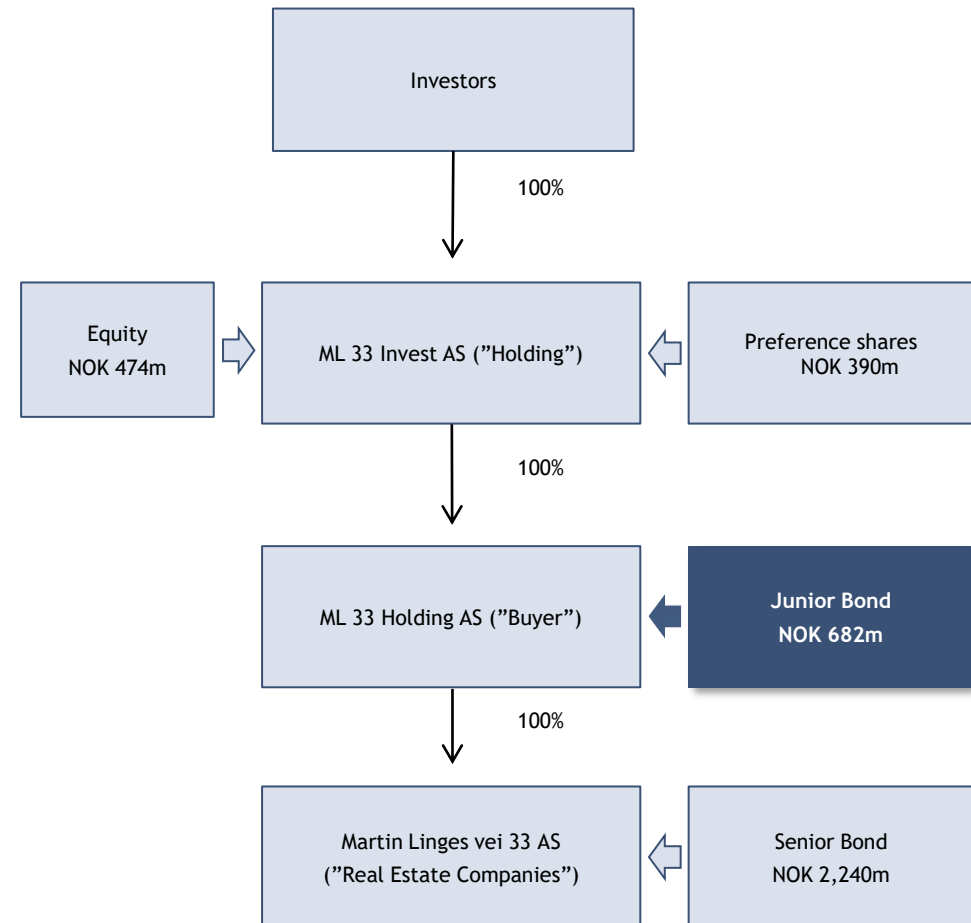 Investors
100%
Equity
NOK 474m
ML 33 Invest AS (”Holding”)
Preference shares
NOK 390m
100%
ML 33 Holding AS (”Buyer”)
Junior Bond
NOK 682m
100%
Martin Linges vei 33 AS
(”Real Estate Companies”)
Senior Bond
NOK 2,240m